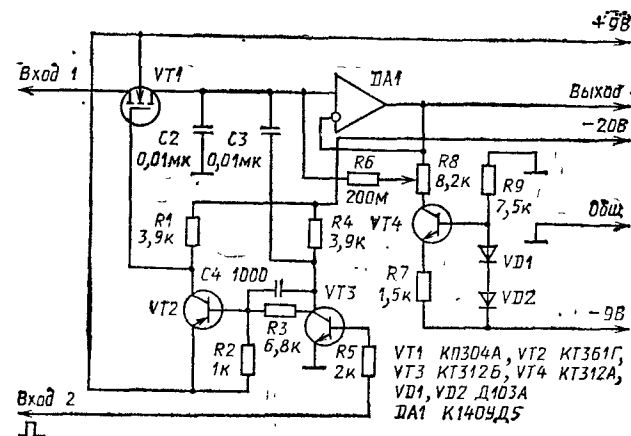 +9В
Вход 1
VT1
DA1
Выход
-20В
C2
0,01мк
C3
0,01мк
R6
200м
R8
8,2к
R9
7,5к
Общ
R1
3,9к
R4
3,9к
VT4
VD1
C4 1000
R7
1,5к
VD2
VT2
VT3
R3
6,8к
-9В
R2
1к
R5
2к
Вход 2
VT1 КП304А, VT2 КТ361Г,
VT3 КТ312Б, VT4 КТ312А,
VD1, VD2 Д103А
DA1 К140УД5